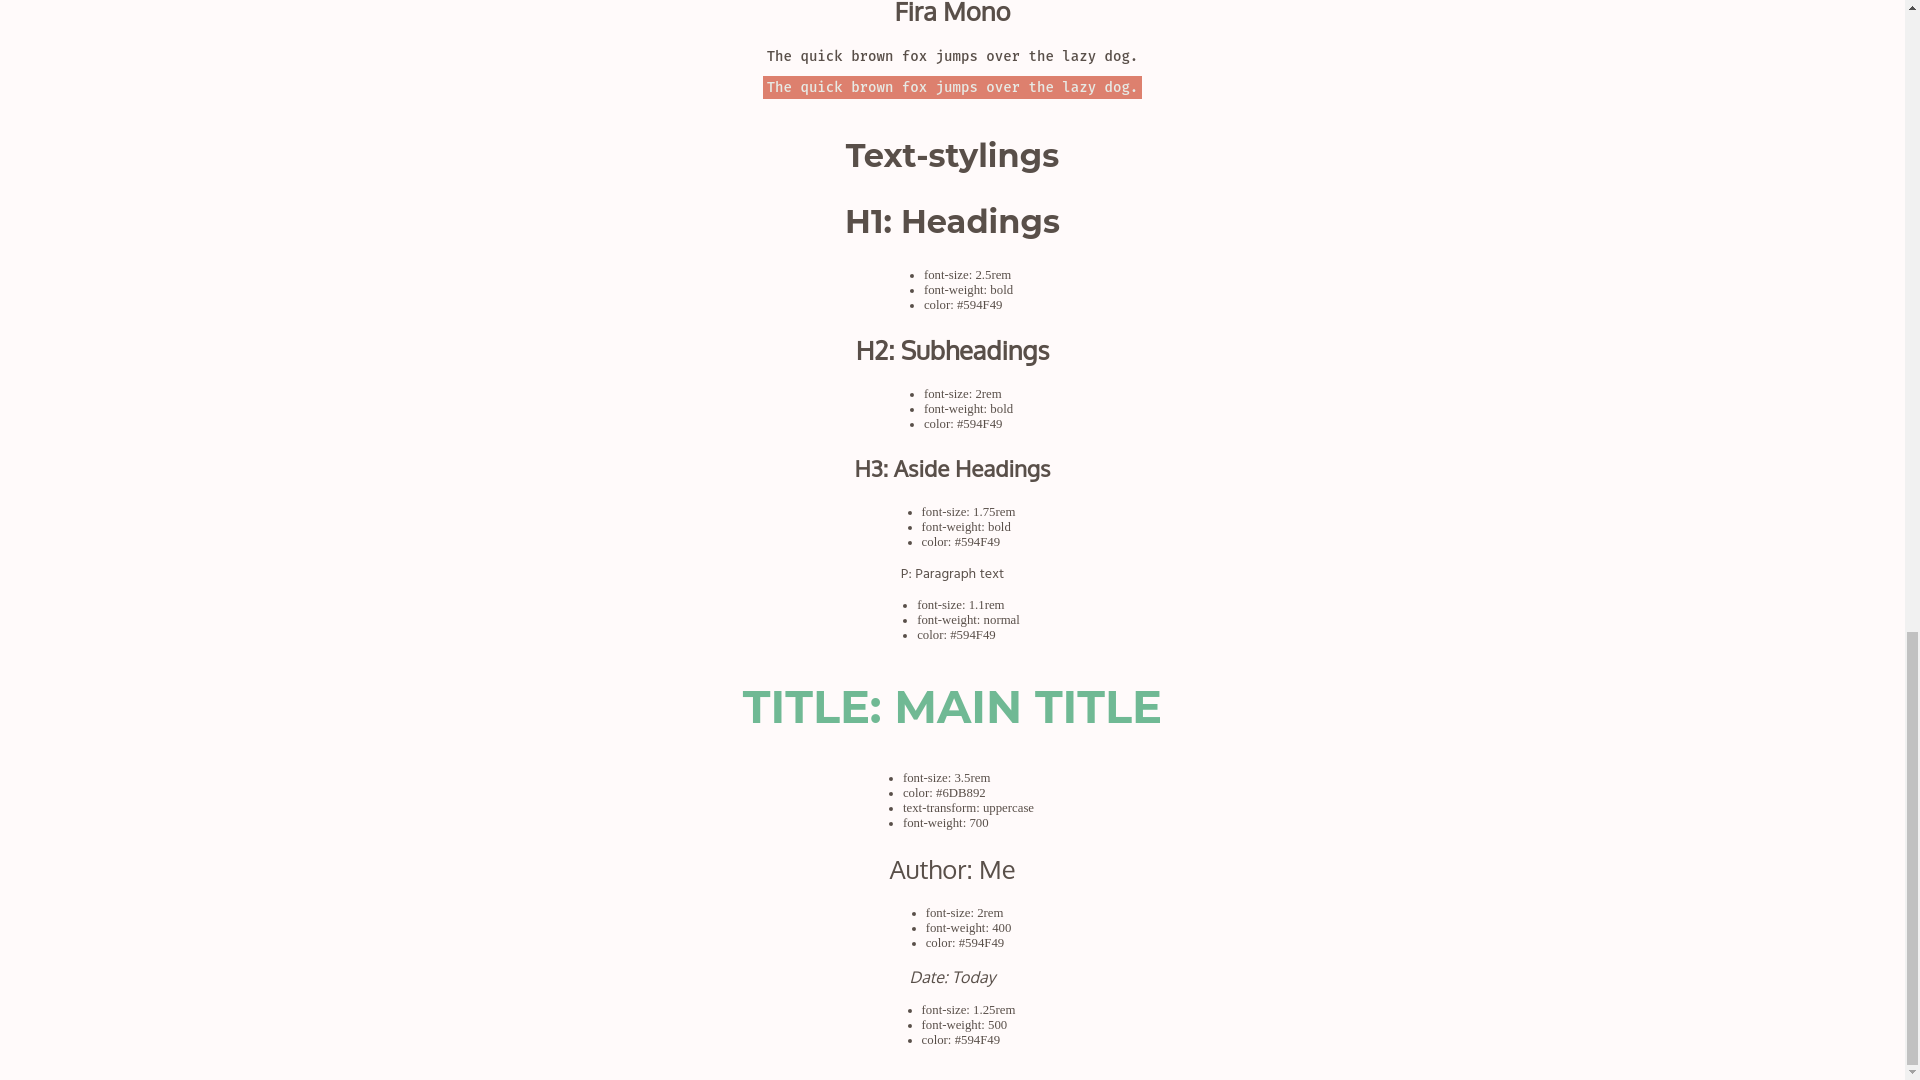 Fira Mono
The quick brown fox jumps over the lazy dog.
The quick brown fox jumps over the lazy dog.
Text-stylings
H1: Headings
font-size: 2.5rem
font-weight: bold
color: #594F49
H2: Subheadings
font-size: 2rem
font-weight: bold
color: #594F49
H3: Aside Headings
font-size: 1.75rem
font-weight: bold
color: #594F49
P: Paragraph text
font-size: 1.1rem
font-weight: normal
color: #594F49
TITLE: MAIN TITLE
font-size: 3.5rem
color: #6DB892
text-transform: uppercase
font-weight: 700
Author: Me
font-size: 2rem
font-weight: 400
color: #594F49
Date: Today
font-size: 1.25rem
font-weight: 500
color: #594F49